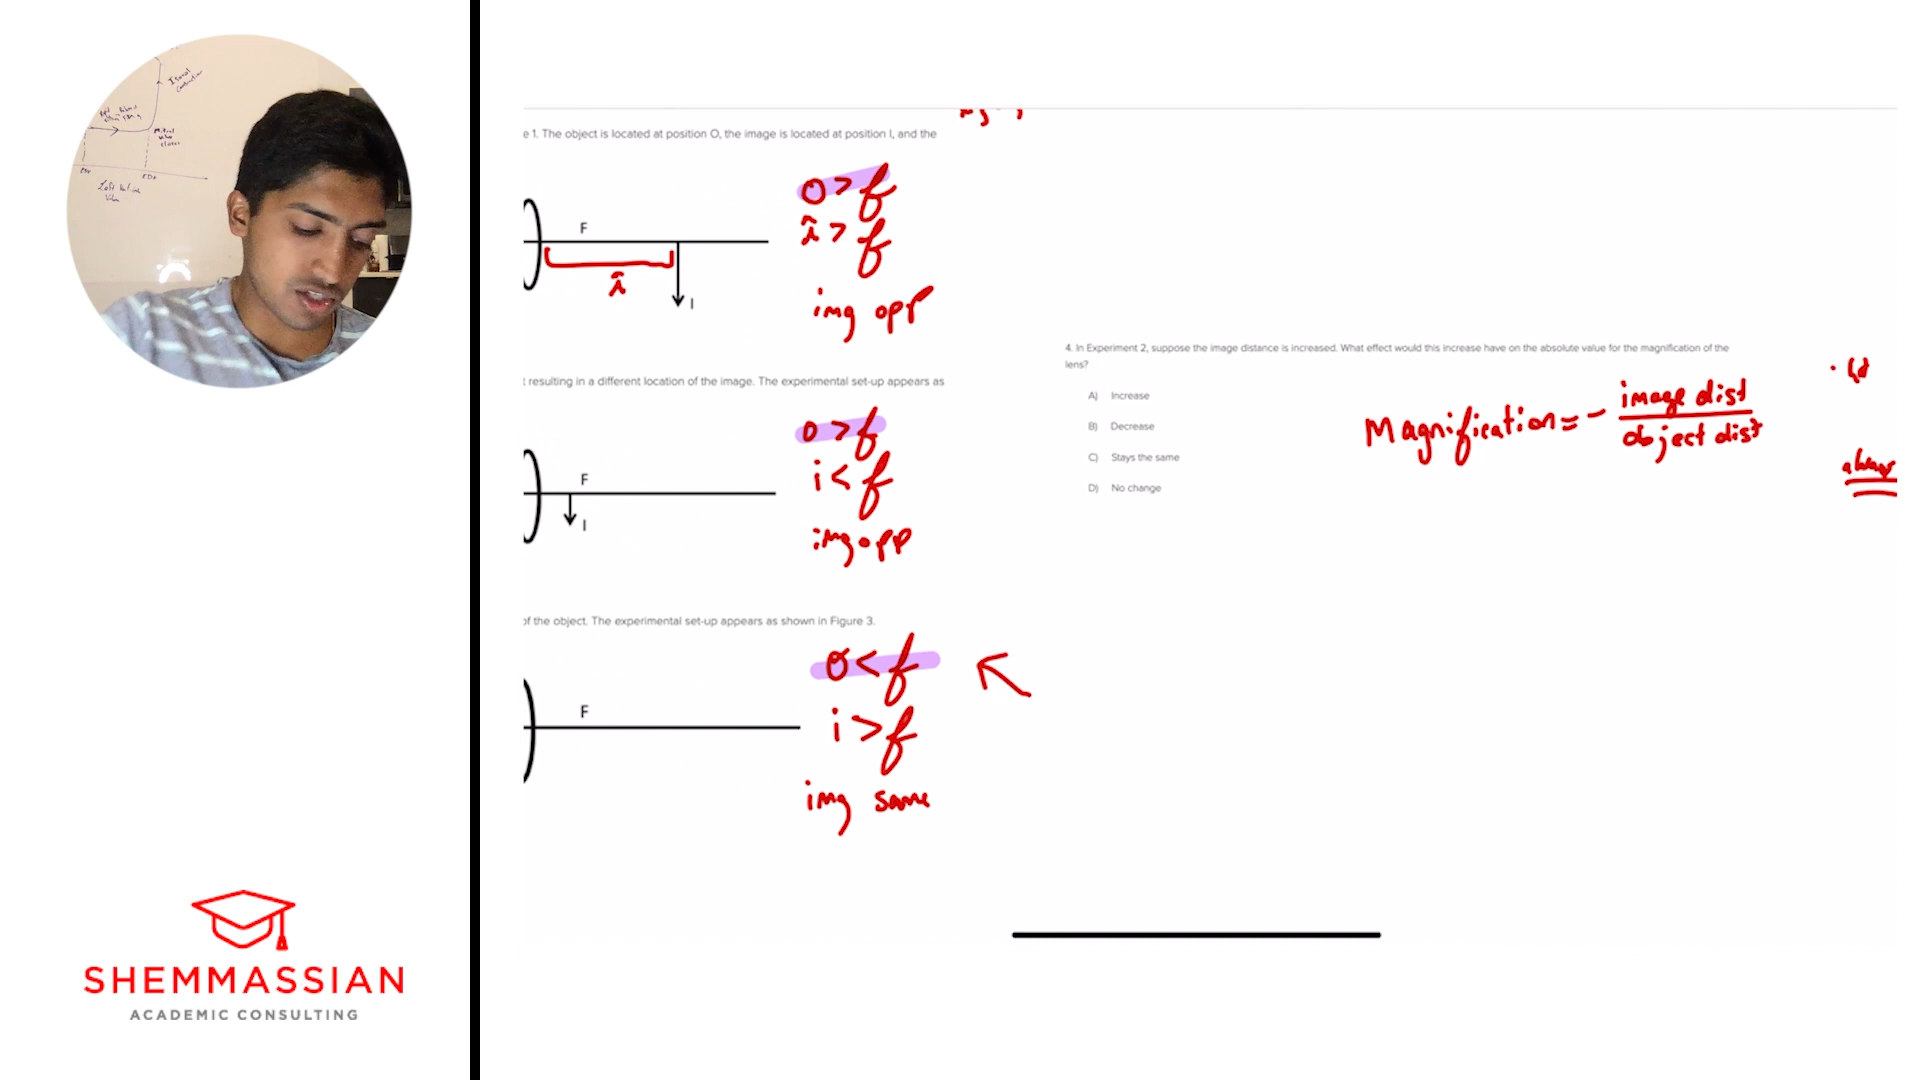 e 1. The object is located at position O, the image is located at position I, and the
o > f
F
i > f
i
I
img opp
t resulting in a different location of the image. The experimental set-up appears as
o > f
F
i < f
I
img opp
of the object. The experimental set-up appears as shown in Figure 3.
o < f
F
i > f
img same
4. In Experiment 2, suppose the image distance is increased. What effect would this increase have on the absolute value for the magnification of the
lens?
A) Increase
B) Decrease
C) Stays the same
D) No change
Magnification = - image dist
object dist
always
SHEMMASSIAN
ACADEMIC CONSULTING